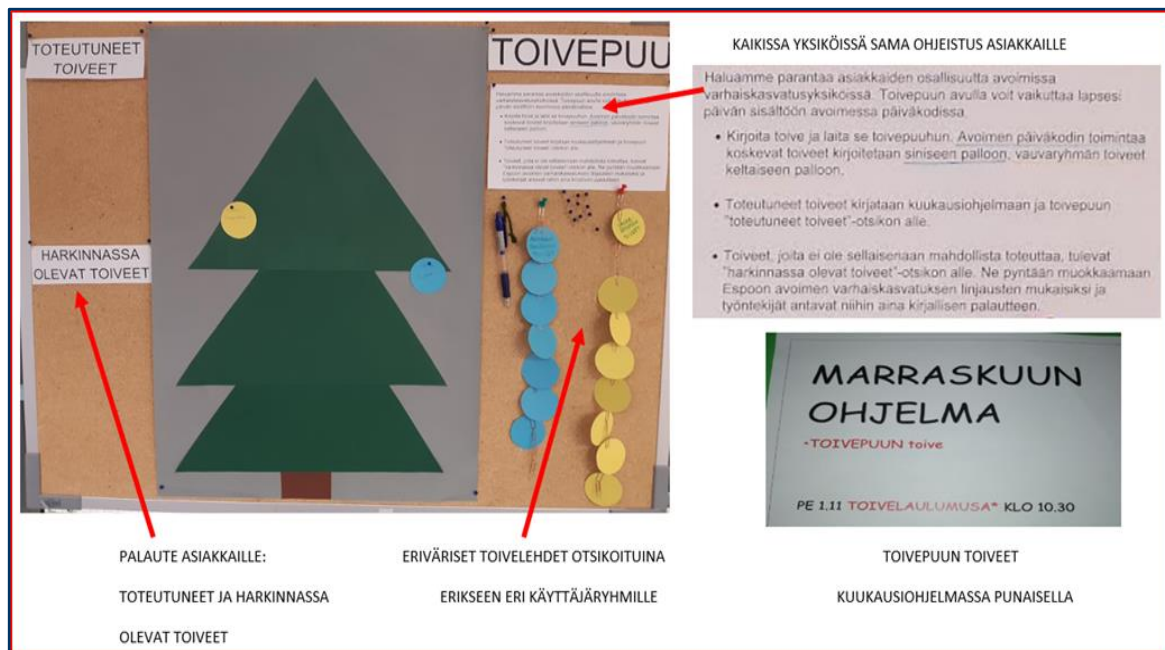 TOTEUTUNEET
TOIVEET
HARKINNASSA
OLEVAT TOIVEET
TOIVEPUU
KAIKISSA YKSIKÖISSÄ SAMA OHJEISTUS ASIAKKAILLE
Haluamme parantaa asiakkaiden osallisuutta avoimissa
varhaiskasvatusyksiköissä. Toivepuun avulla voit vaikuttaa lapsesi
päivän sisältöön avoimessa päiväkodissa.
• Kirjoita toive ja laita se toivepuuhun. Avoimen päiväkodin toimintaa
koskevat toiveet kirjoitetaan siniseen palloon, vauvaryhmän toiveet
keltaiseen palloon.
• Toteutuneet toiveet kirjataan kuukausiohjelmaan ja toivepuun
"toteutuneet toiveet"-otsikon alle.
• Toiveet, joita ei ole sellaisenaan mahdollista toteuttaa, tulevat
"harkinnassa olevat toiveet"-otsikon alle. Ne pyritään muokkaamaan
Espoon avoimen varhaiskasvatuksen linjausten mukaisiksi ja
työntekijät antavat niihin aina kirjallisen palautteen.
MARRASKUUN
OHJELMA
-TOIVEPUUN toive
PE 1.11 TOIVELAULUMUSA* KLO 10.30
PALAUTE ASIAKKAILLE:
TOTEUTUNEET JA HARKINNASSA
OLEVAT TOIVEET
ERIVÄRISET TOIVELEHDET OTSIKOITUINA
ERIKSEEN ERI KÄYTTÄJÄRYHMILLE
TOIVEPUUN TOIVEET
KUUKAUSIOHJELMASSA PUNAISELLA